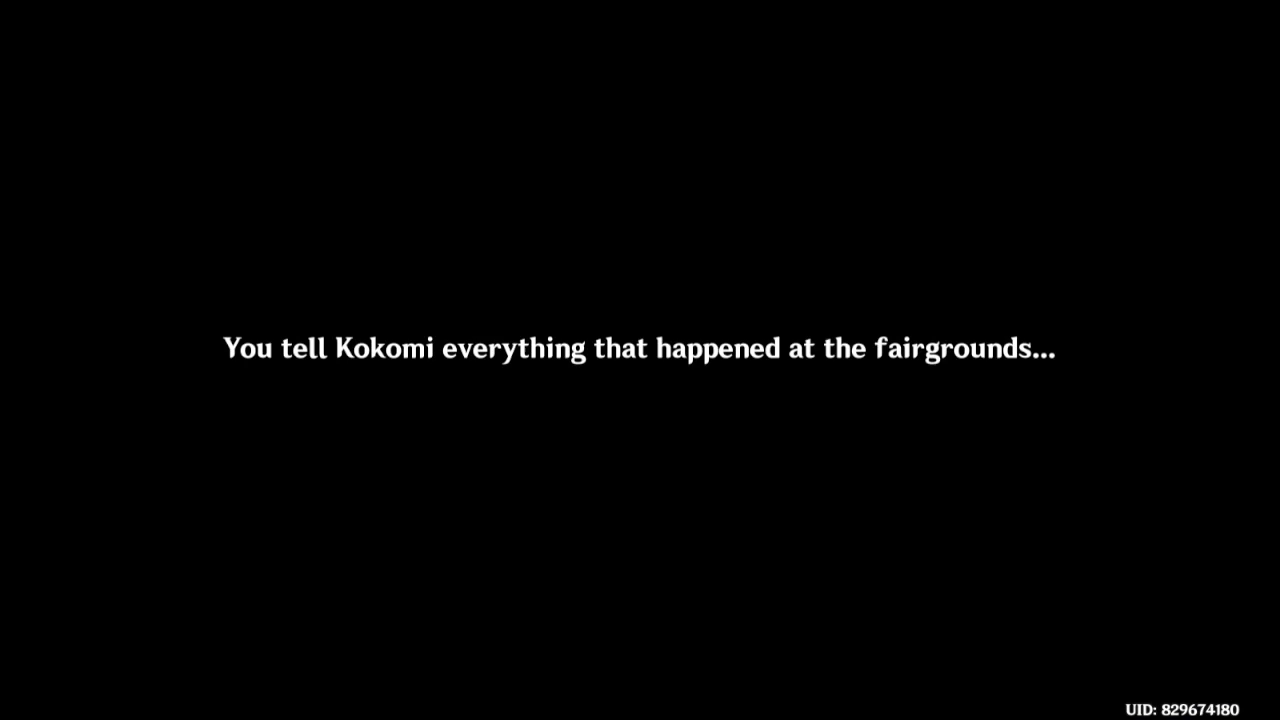 You tell Kokomi everything that happened at the fairgrounds...
UID: 829674180